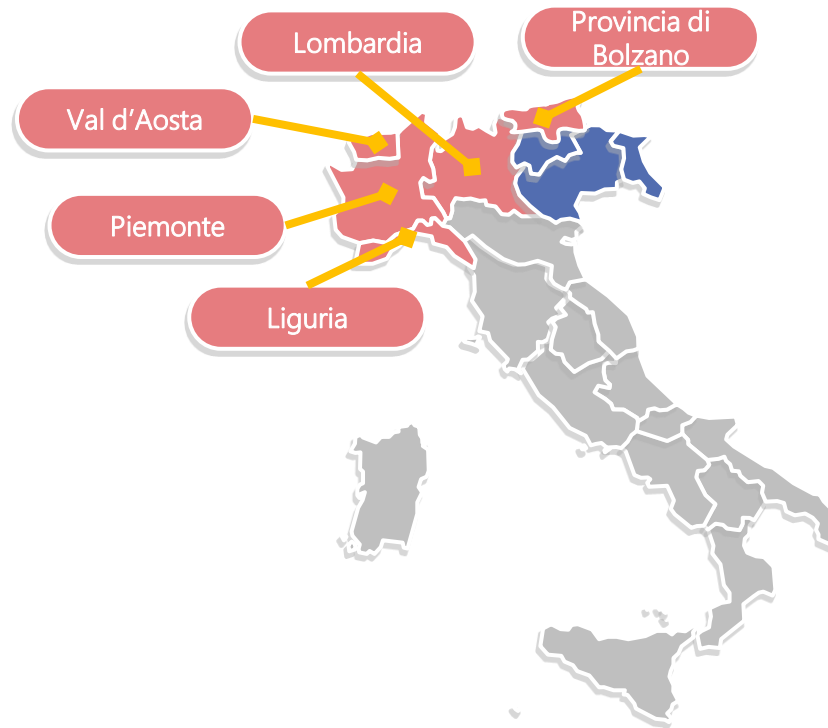 Provincia di
Bolzano
Lombardia
Val d’Aosta
Piemonte
Liguria